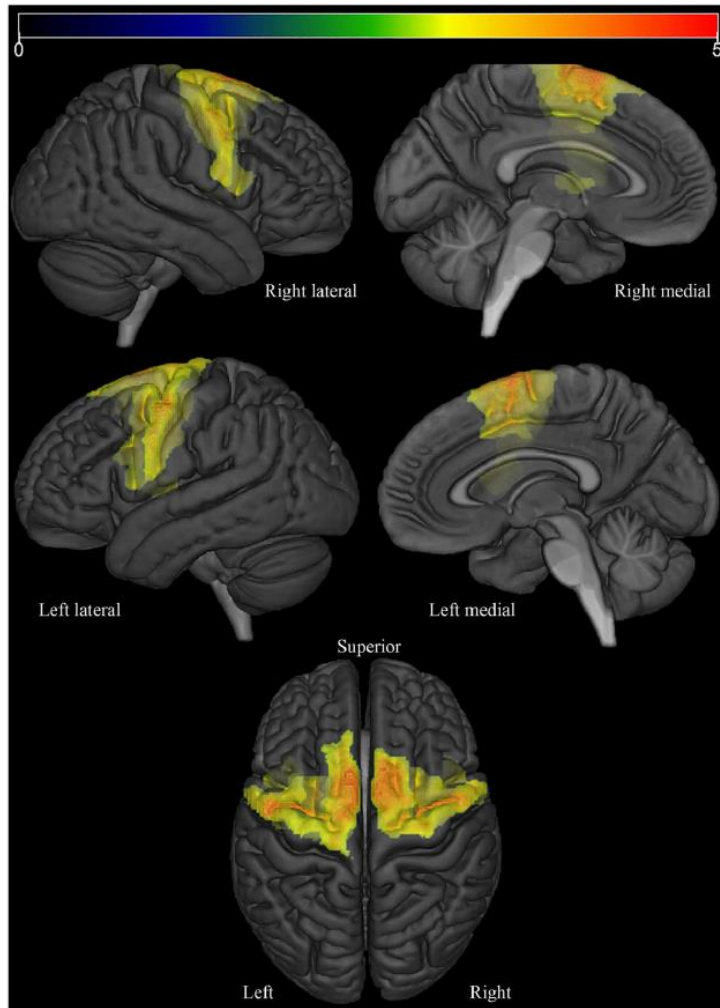 0 5
Right lateral
Right medial
Left lateral
Left medial
Superior
Left
Right